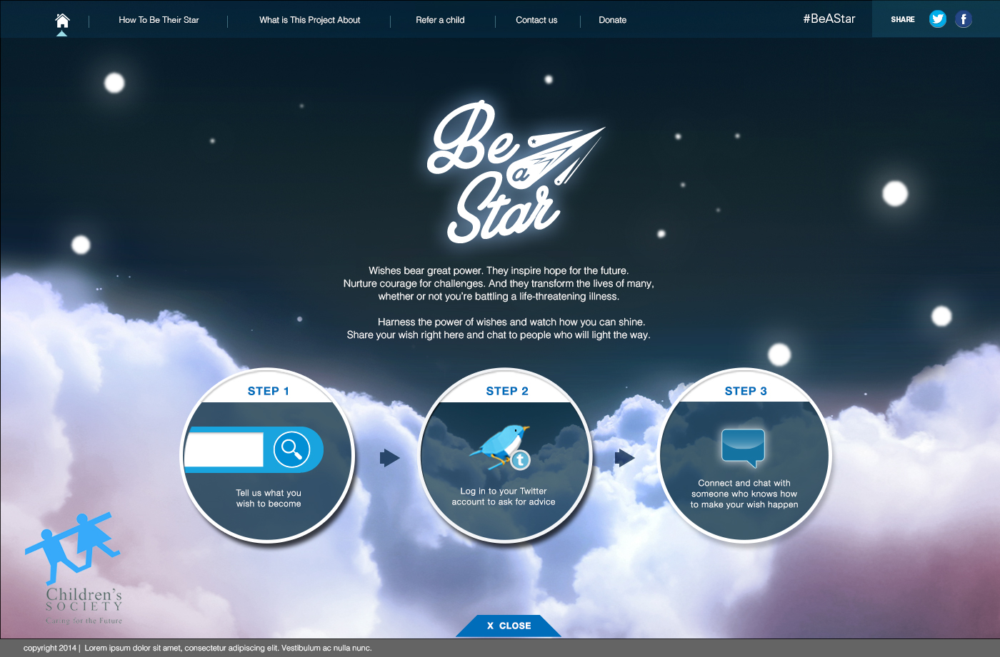 How To Be Their Star
What is This Project About
Refer a child
Contact us
Donate
#BeAStar
SHARE
Be
a
Star
Wishes bear great power. They inspire hope for the future.
Nurture courage for challenges. And they transform the lives of many,
whether or not you're battling a life-threatening illness.
Harness the power of wishes and watch how you can shine.
Share your wish right here and chat to people who will light the way.
STEP 1
Tell us what you
wish to become
STEP 2
t
Log in to your Twitter
account to ask for advice
STEP 3
Connect and chat with
someone who knows how
to make your wish happen
Children's
SOCIETY
Caring for the Future
X CLOSE
copyright 2014 | Lorem ipsum dolor sit amet, consectetur adipiscing elit. Vestibulum ac nulla nunc.